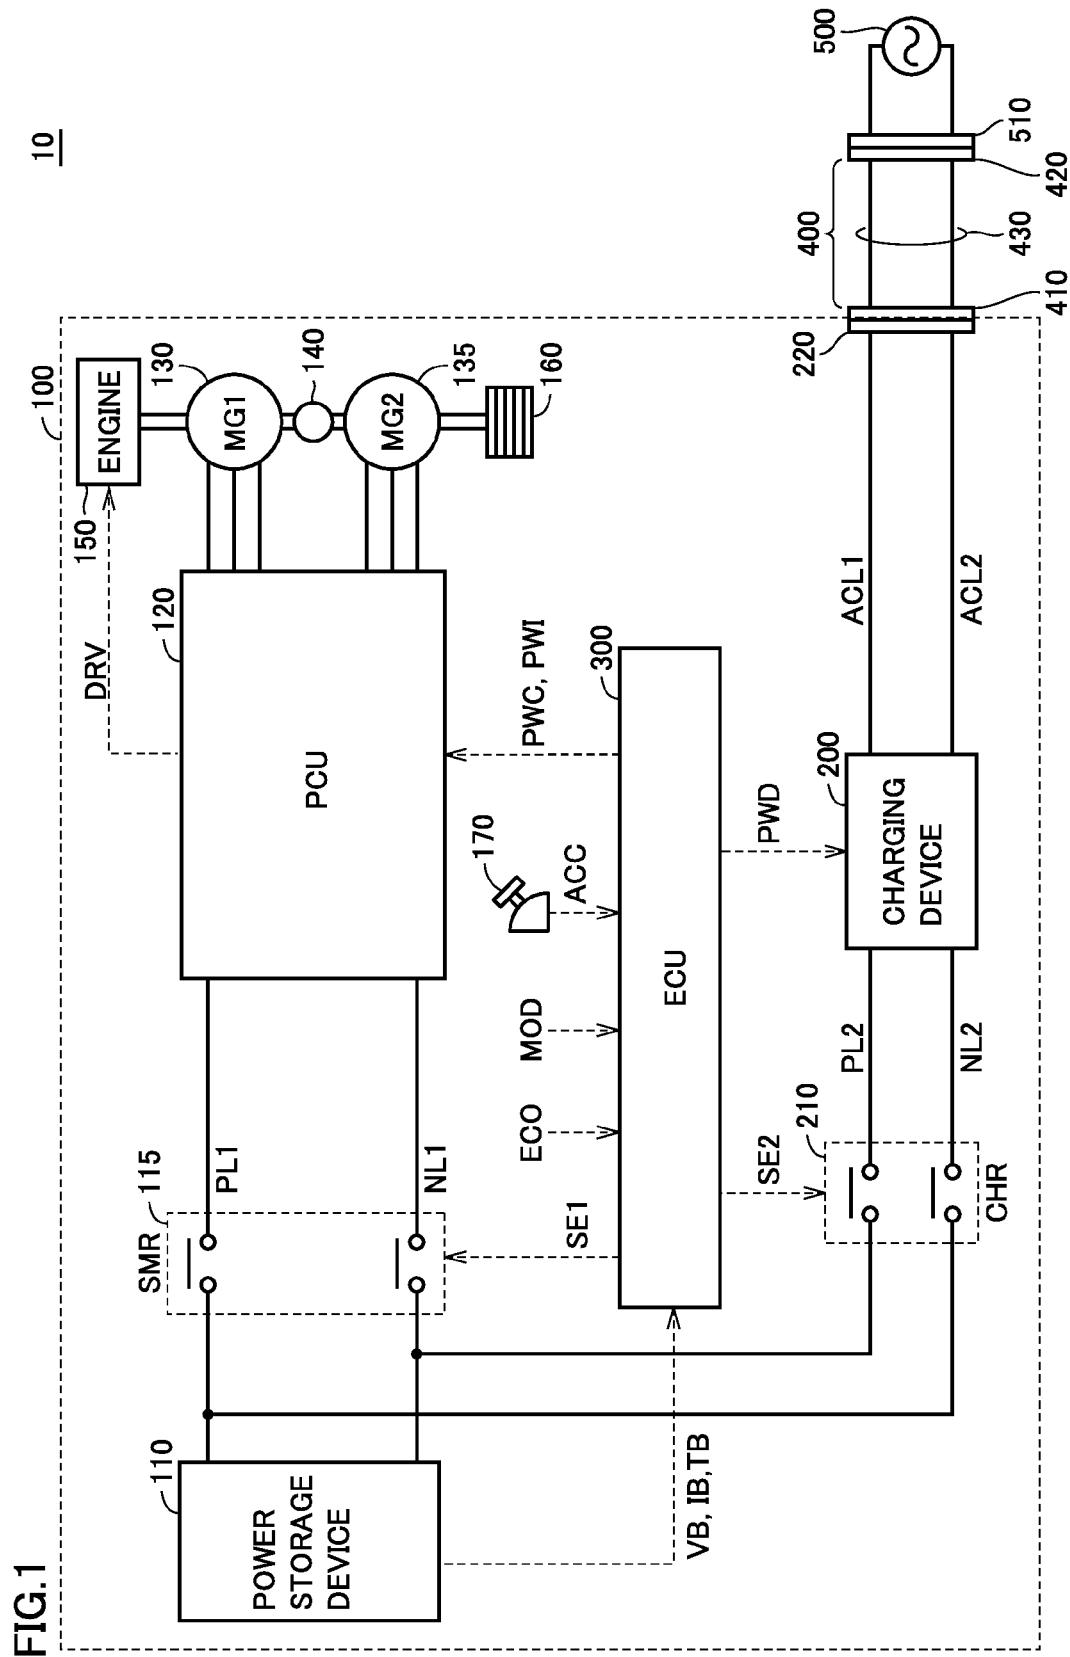 FIG.1
10
100
150
ENGINE
130
MG1
140
MG2
135
160
DRV
120
PCU
PWC, PWI
115
SMR
PL1
NL1
110
POWER
STORAGE
DEVICE
VB, IB,TB
SE1
ECO
MOD
170
ACC
300
ECU
SE2
PWD
210
CHR
PL2
NL2
200
CHARGING
DEVICE
ACL1
ACL2
220
410
400
430
420
510
500